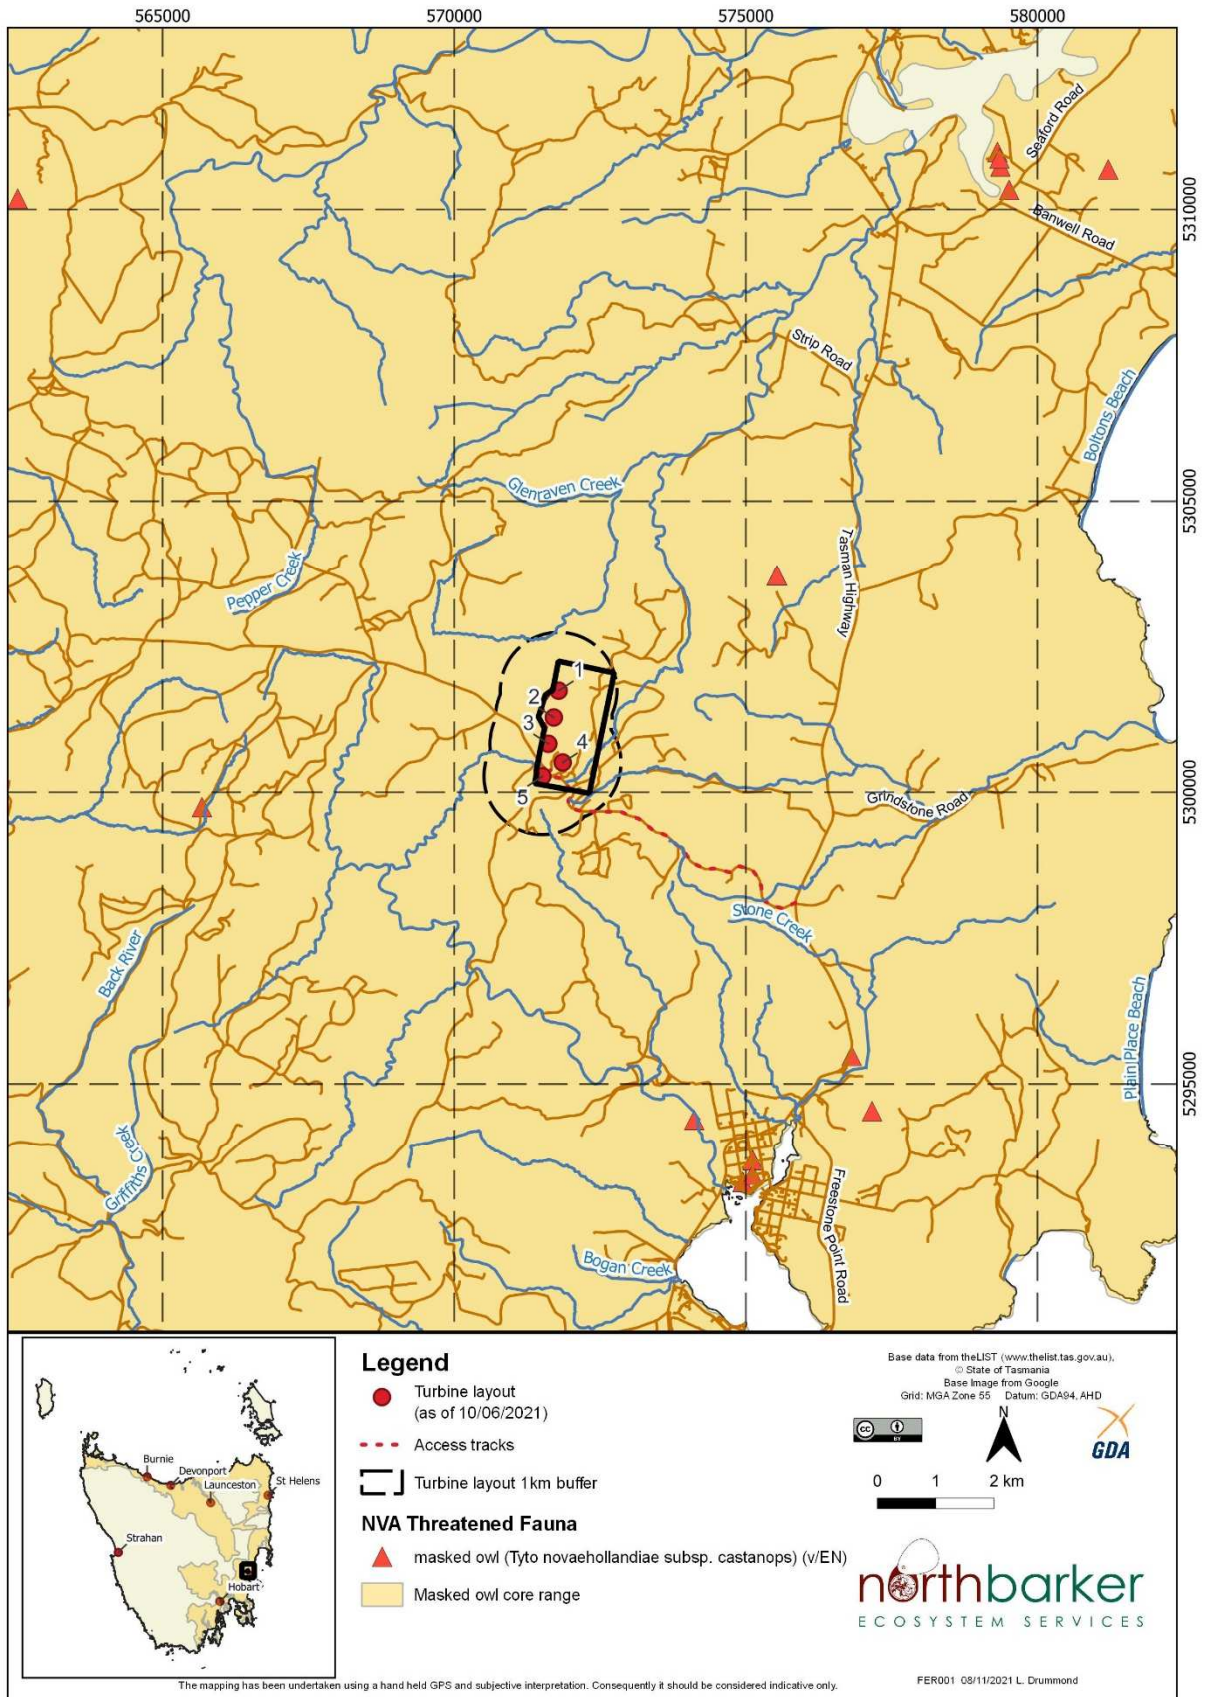 565000
570000
575000
580000
Seaford Road
5310000
Banwell Road
Strip Road
Boltons Beach
Glenraven Creek
5305000
Tasman Highway
Pepper Creek
1
2
3
4
5
5300000
Grindstone Road
Stone Creek
Back River
Plain Place Beach
5295000
Griffiths Creek
Freestone Point Road
Bogan Creek
Burnie
Devonport
Launceston
St Helens
Strahan
Hobart
Legend
Turbine layout
(as of 10/06/2021)
Access tracks
Turbine layout 1km buffer
NVA Threatened Fauna
masked owl (Tyto novaehollandiae subsp. castanops) (v/EN)
Masked owl core range
Base data from theLIST (www.thelist.tas.gov.au),
© State of Tasmania
Base Image from Google
Grid: MGA Zone 55 Datum: GDA94, AHD
cc
BY
N
GDA
0 1 2 km
northbarker
ECOSYSTEM SERVICES
The mapping has been undertaken using a hand held GPS and subjective interpretation. Consequently it should be considered indicative only.
FER001 08/11/2021 L. Drummond